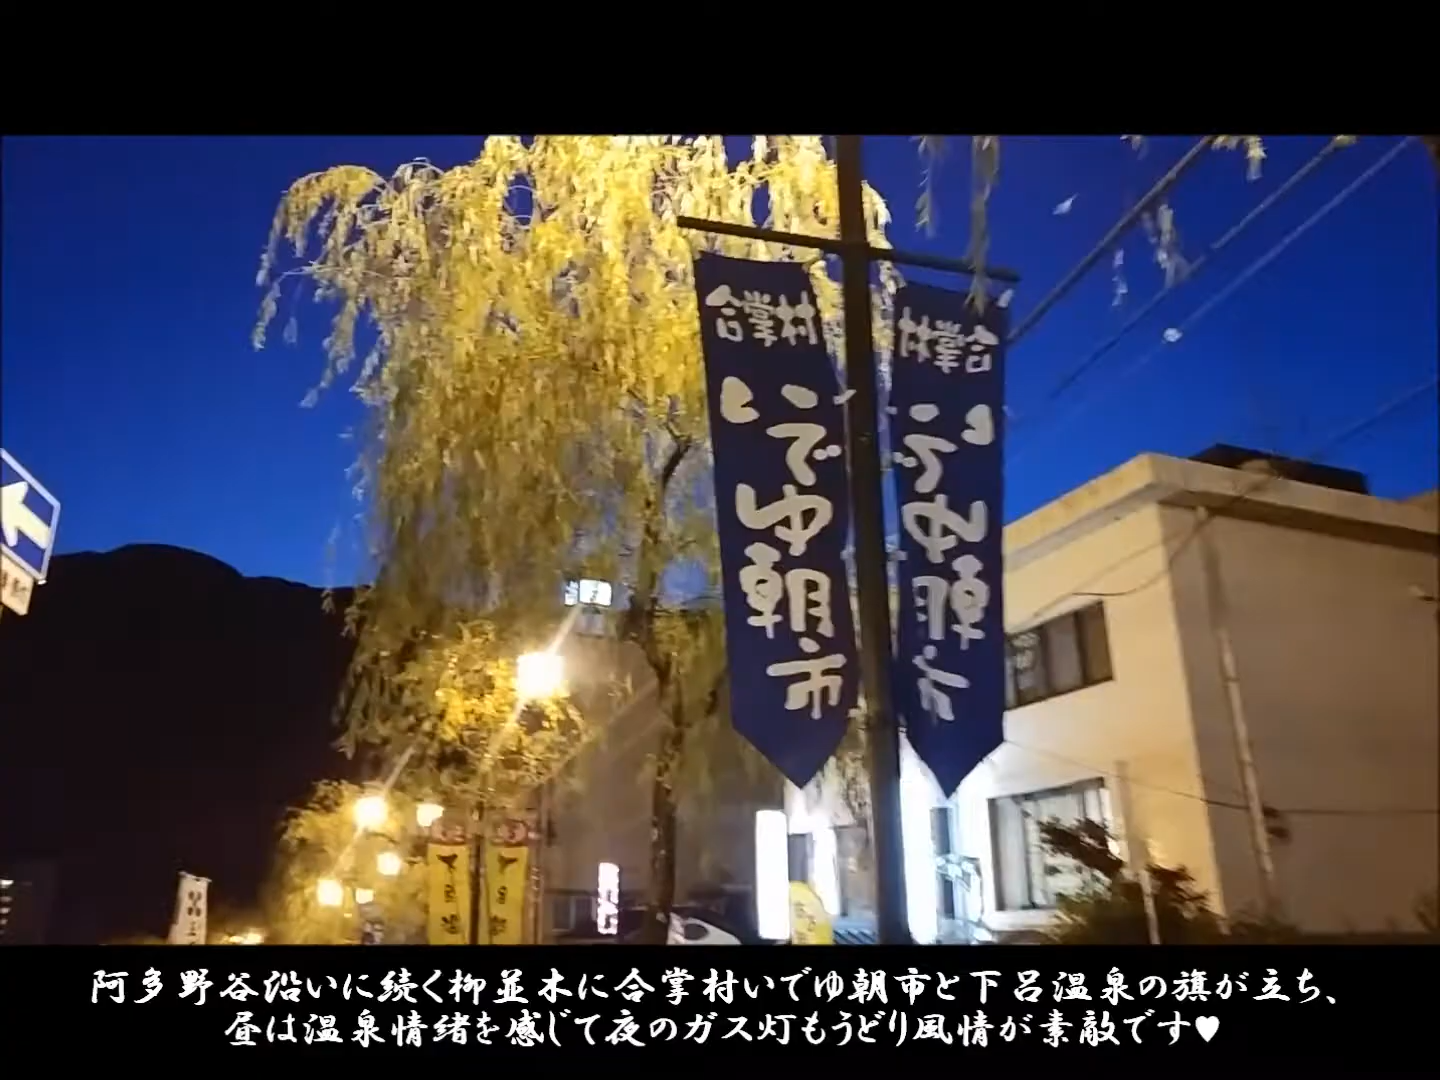 合掌村
いでゆ朝市
合掌村
いでゆ朝市
阿多野谷沿いに続く柳並木に合掌村いでゆ朝市と下呂温泉の旗が立ち、
昼は温泉情緒を感じて夜のガス灯もうどり風情が素敵です♥